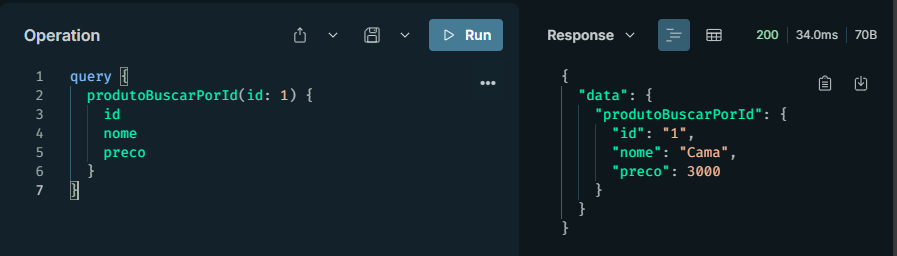 Operation
Run
1 query {
2 produtoBuscarPorId(id: 1) {
3 id
4 nome
5 preco
6 }
7 }
Response
200 34.0ms 70B
{
"data": {
"produtoBuscarPorId": {
"id": "1",
"nome": "Cama",
"preco": 3000
}
}
}